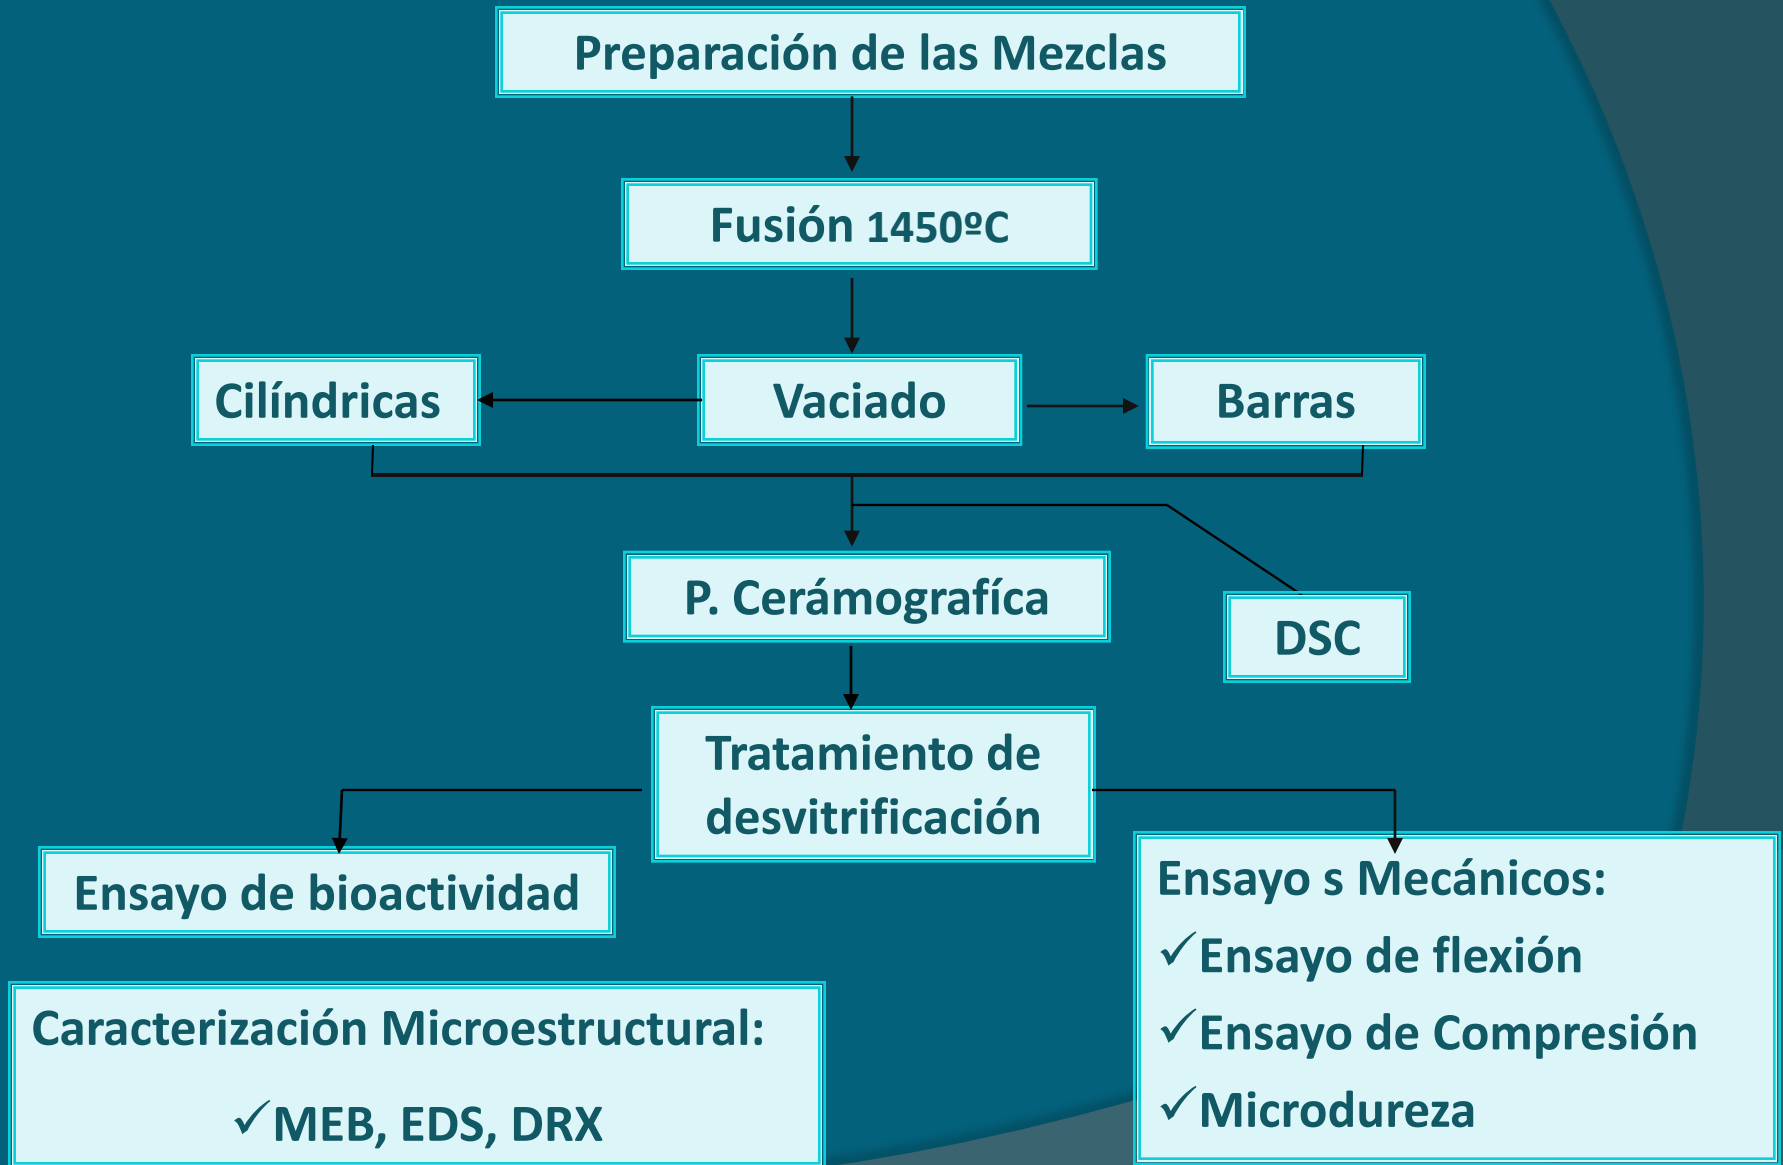 Preparación de las Mezclas
Fusión 1450ºC
Cilíndricas
Vaciado
Barras
P. Cerámografíca
DSC
Tratamiento de
desvitrificación
Ensayo de bioactividad
Ensayo s Mecánicos:
✓Ensayo de flexión
✓Ensayo de Compresión
✓Microdureza
Caracterización Microestructural:
✓MEB, EDS, DRX